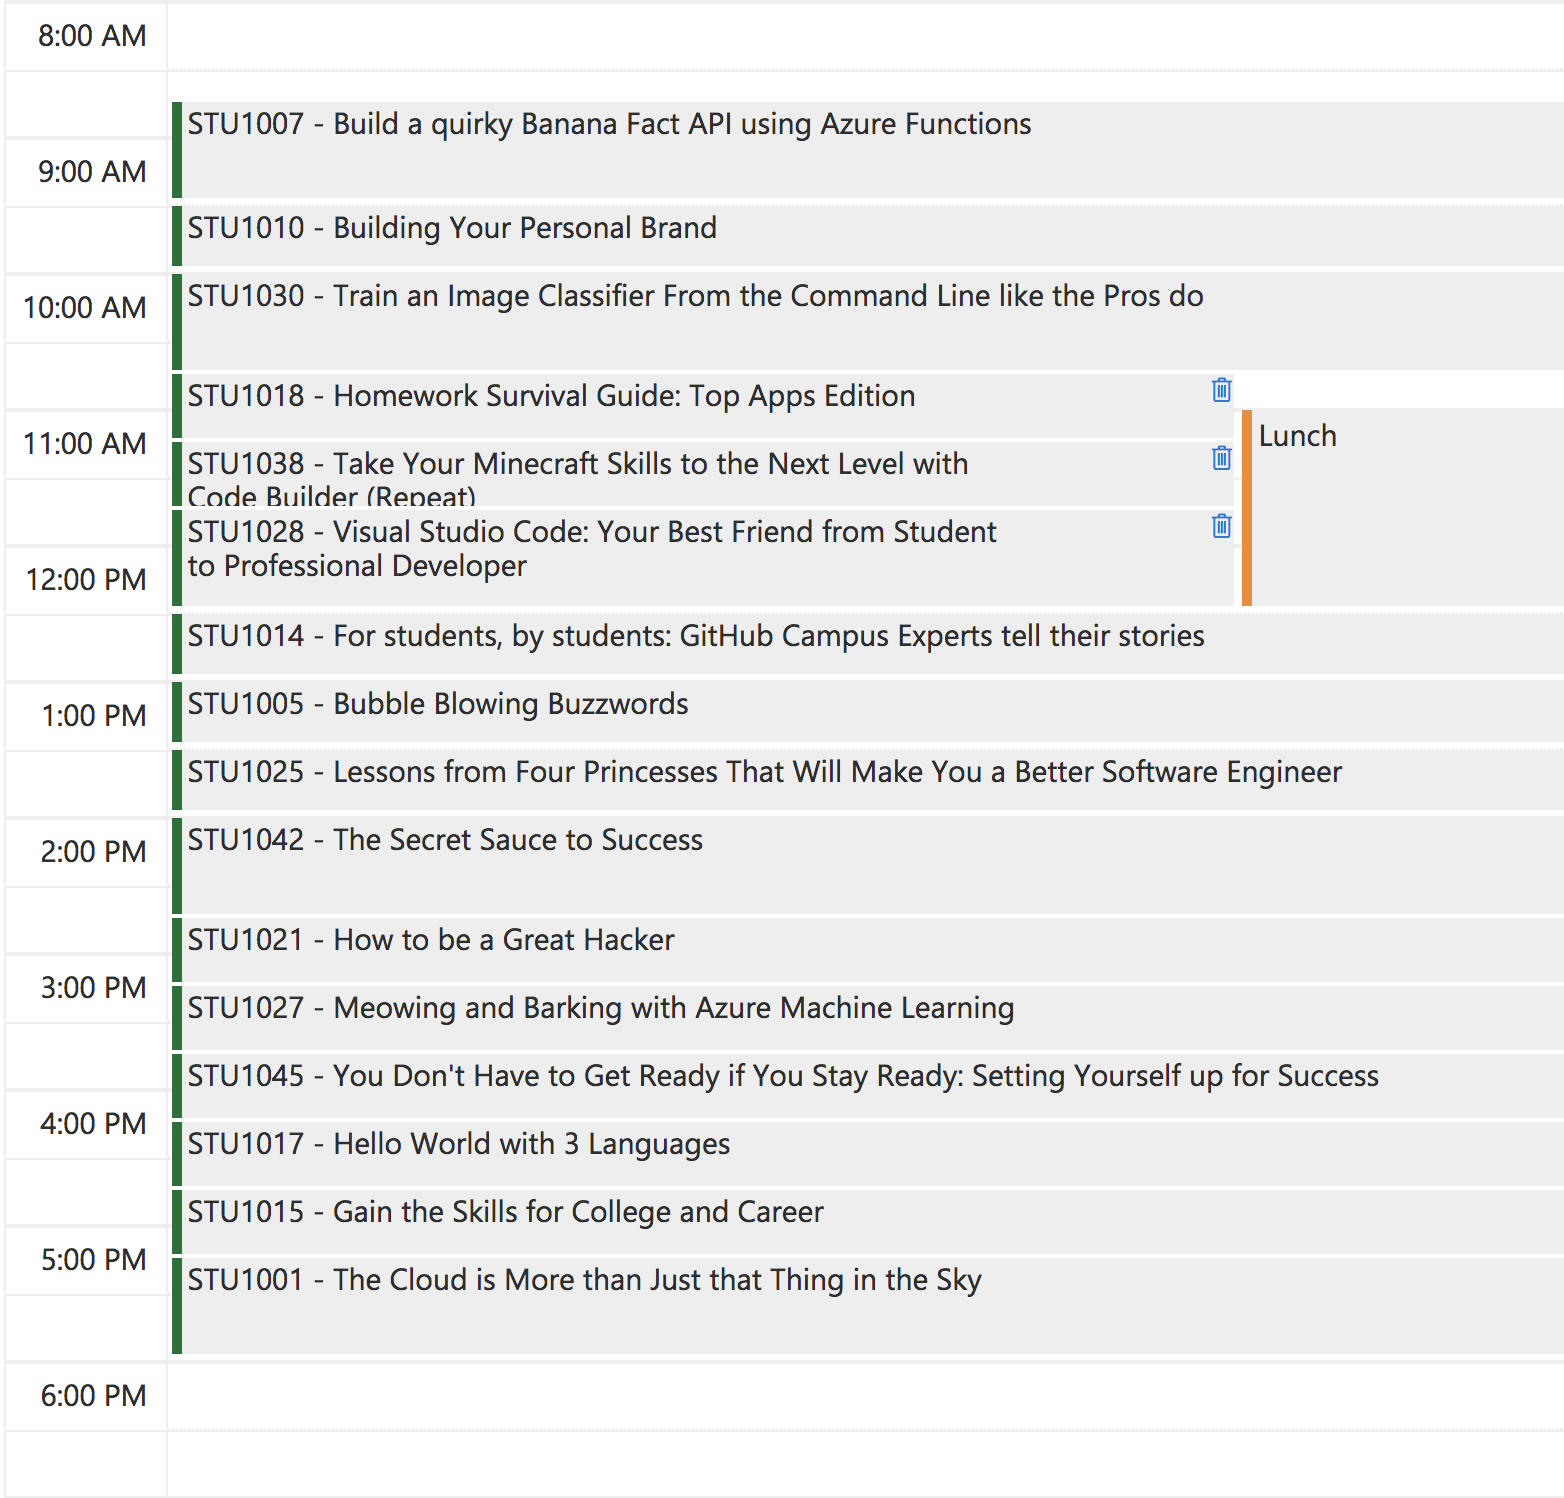 8:00 AM
STU1007 - Build a quirky Banana Fact API using Azure Functions
9:00 AM
STU1010 - Building Your Personal Brand
10:00 AM
STU1030 - Train an Image Classifier From the Command Line like the Pros do
STU1018 - Homework Survival Guide: Top Apps Edition
11:00 AM
Lunch
STU1038 - Take Your Minecraft Skills to the Next Level with
Code Builder (Repeat)
STU1028 - Visual Studio Code: Your Best Friend from Student
to Professional Developer
12:00 PM
STU1014 - For students, by students: GitHub Campus Experts tell their stories
1:00 PM
STU1005 - Bubble Blowing Buzzwords
STU1025 - Lessons from Four Princesses That Will Make You a Better Software Engineer
2:00 PM
STU1042 - The Secret Sauce to Success
STU1021 - How to be a Great Hacker
3:00 PM
STU1027 - Meowing and Barking with Azure Machine Learning
STU1045 - You Don't Have to Get Ready if You Stay Ready: Setting Yourself up for Success
4:00 PM
STU1017 - Hello World with 3 Languages
STU1015 - Gain the Skills for College and Career
5:00 PM
STU1001 - The Cloud is More than Just that Thing in the Sky
6:00 PM